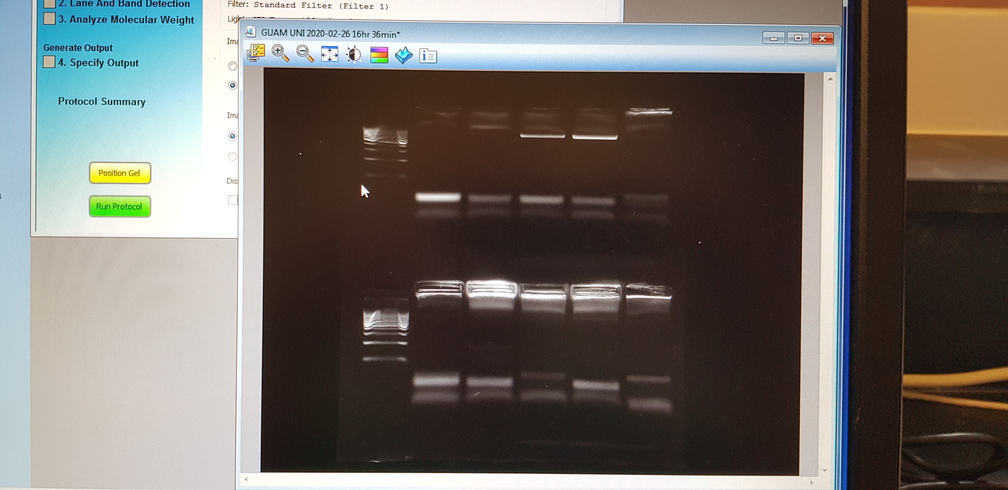 2. Lane And Band Detection
3. Analyze Molecular Weight
Generate Output
4. Specify Output
Protocol Summary
Position Gel
Run Protocol
Filter: Standard Filter (Filter 1)
GUAM UNI 2020-02-26 16hr 36min*